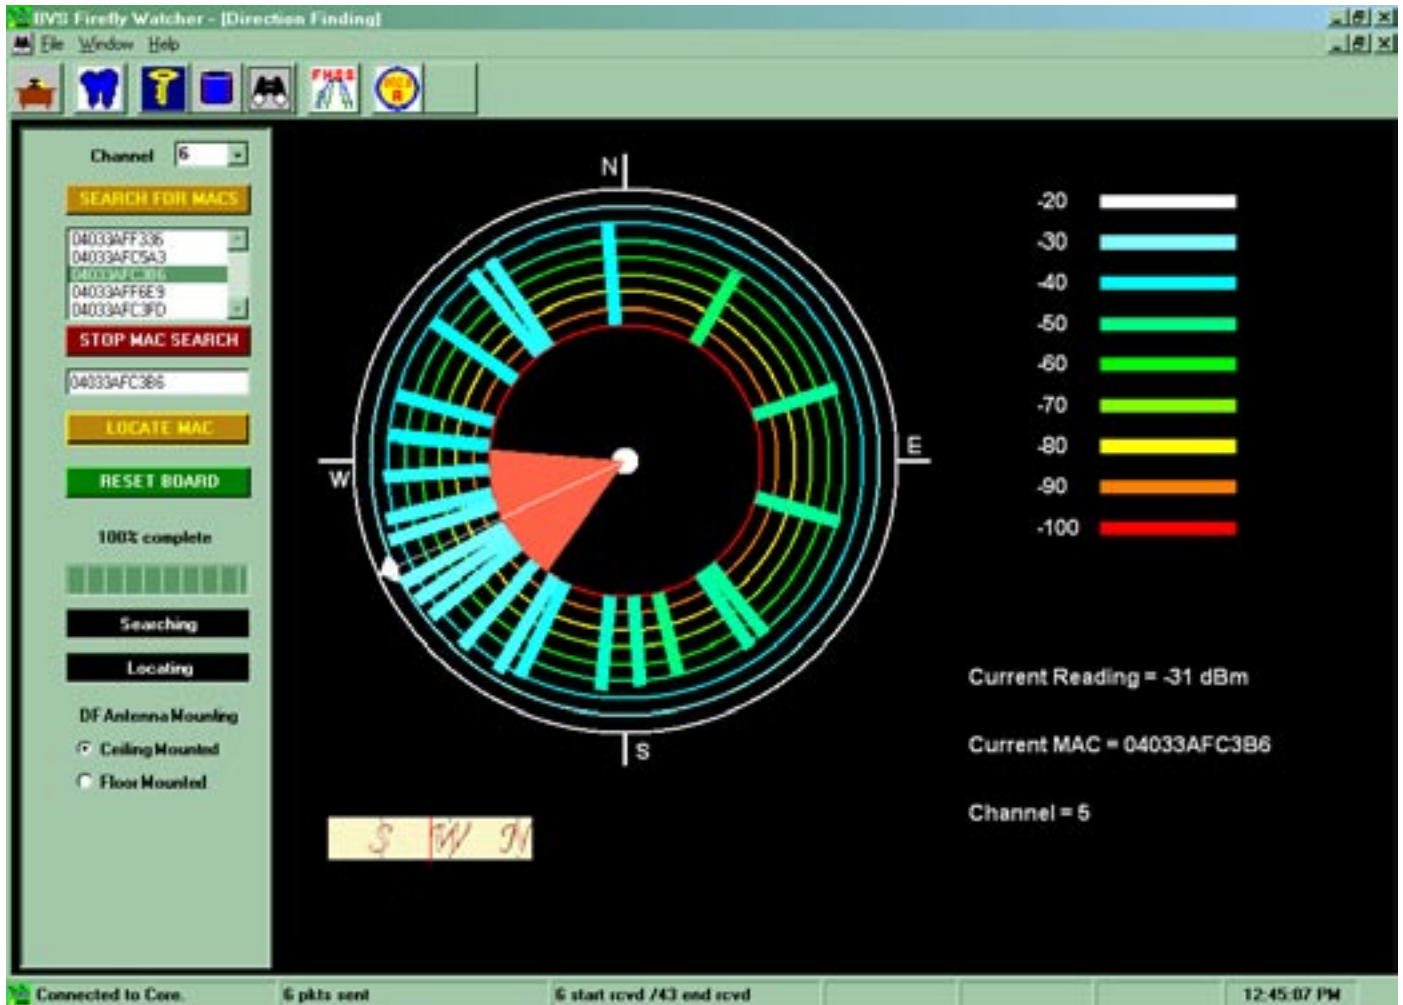 BVS Firefly Watcher - [Direction Finding]
File Window Help
FHSS
Channel 6
SEARCH FOR MACS
04033AFF336
04033AFC5A3
04033AFC3B6
04033AFF6E9
04033AFC3FD
STOP MAC SEARCH
04033AFC3B6
LOCATE MAC
RESET BOARD
100% complete
Searching
Locating
DF Antenna Mounting
Ceiling Mounted
Floor Mounted
N
E
W
S
S W N
-20
-30
-40
-50
-60
-70
-80
-90
-100
Current Reading = -31 dBm
Current MAC = 04033AFC3B6
Channel = 5
Connected to Core. 6 pkts sent 6 start rcvd /43 end rcvd 12:45:07 PM